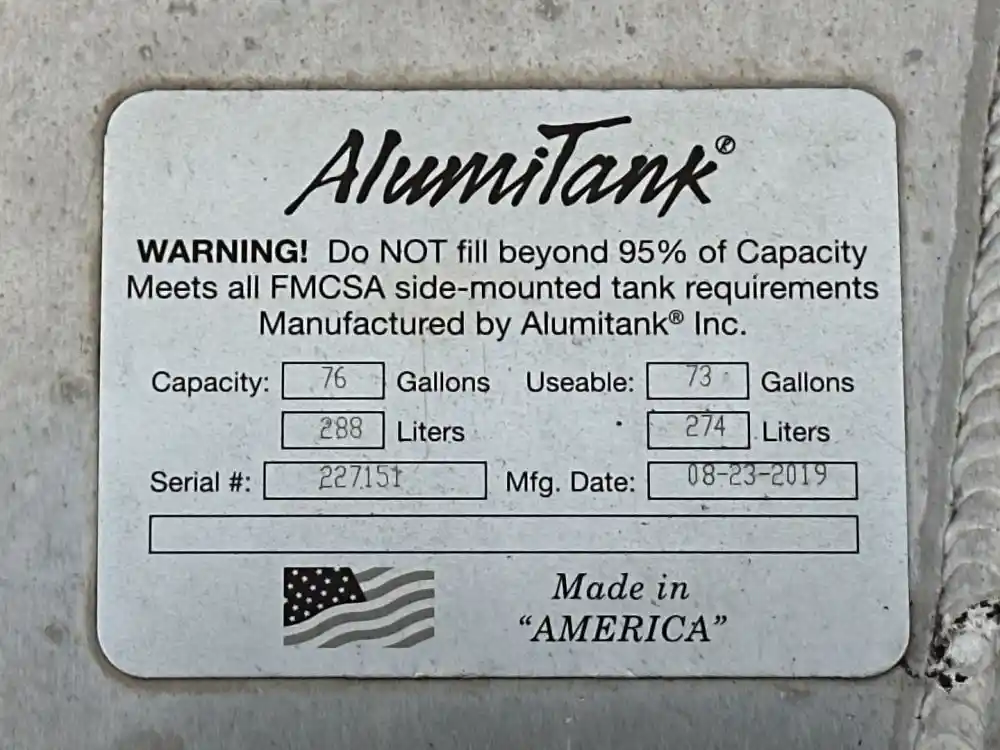 AlumiTank®
WARNING! Do NOT fill beyond 95% of Capacity
Meets all FMCSA side-mounted tank requirements
Manufactured by Alumitank® Inc.
Capacity: 76 Gallons Useable: 73 Gallons
288 Liters 274 Liters
Serial #: 227151 Mfg. Date: 08-23-2019
Made in
“AMERICA”